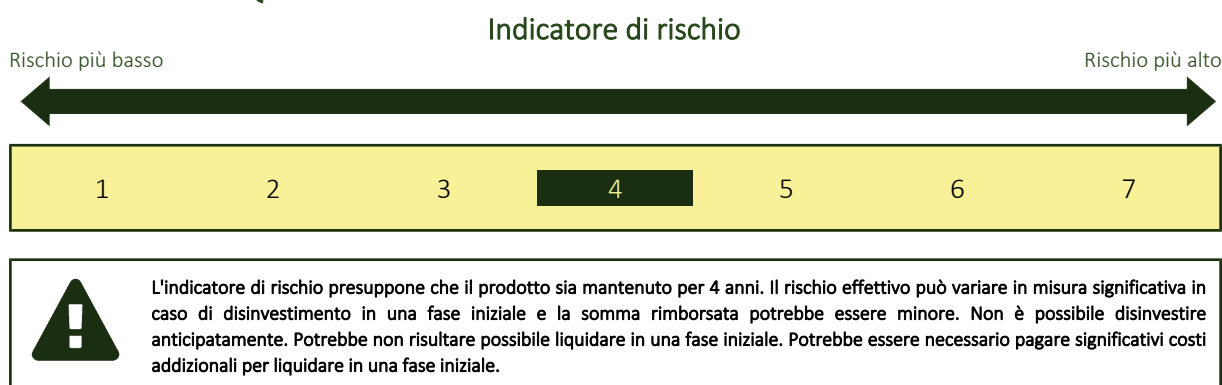 Indicatore di rischio
Rischio più basso Rischio più alto
1 2 3 4 5 6 7
L'indicatore di rischio presuppone che il prodotto sia mantenuto per 4 anni. Il rischio effettivo può variare in misura significativa in
caso di disinvestimento in una fase iniziale e la somma rimborsata potrebbe essere minore. Non è possibile disinvestire
anticipatamente. Potrebbe non risultare possibile liquidare in una fase iniziale. Potrebbe essere necessario pagare significativi costi
addizionali per liquidare in una fase iniziale.